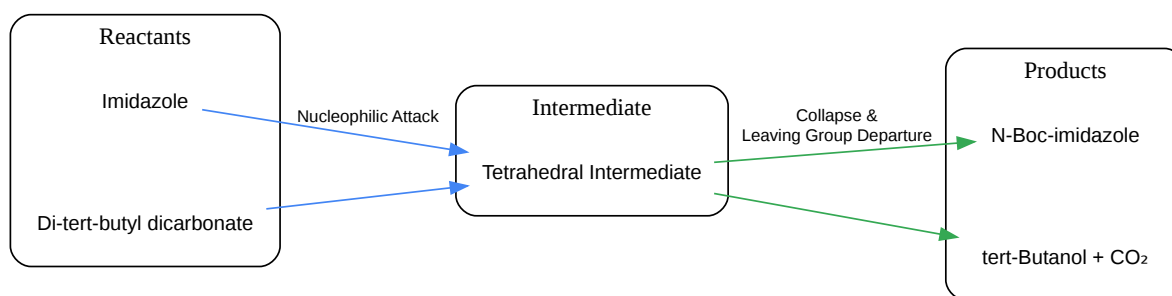 Reactants
Imidazole
Di-tert-butyl dicarbonate
Nucleophilic Attack
Intermediate
Tetrahedral Intermediate
Collapse &
Leaving Group Departure
Products
N-Boc-imidazole
tert-Butanol + CO₂